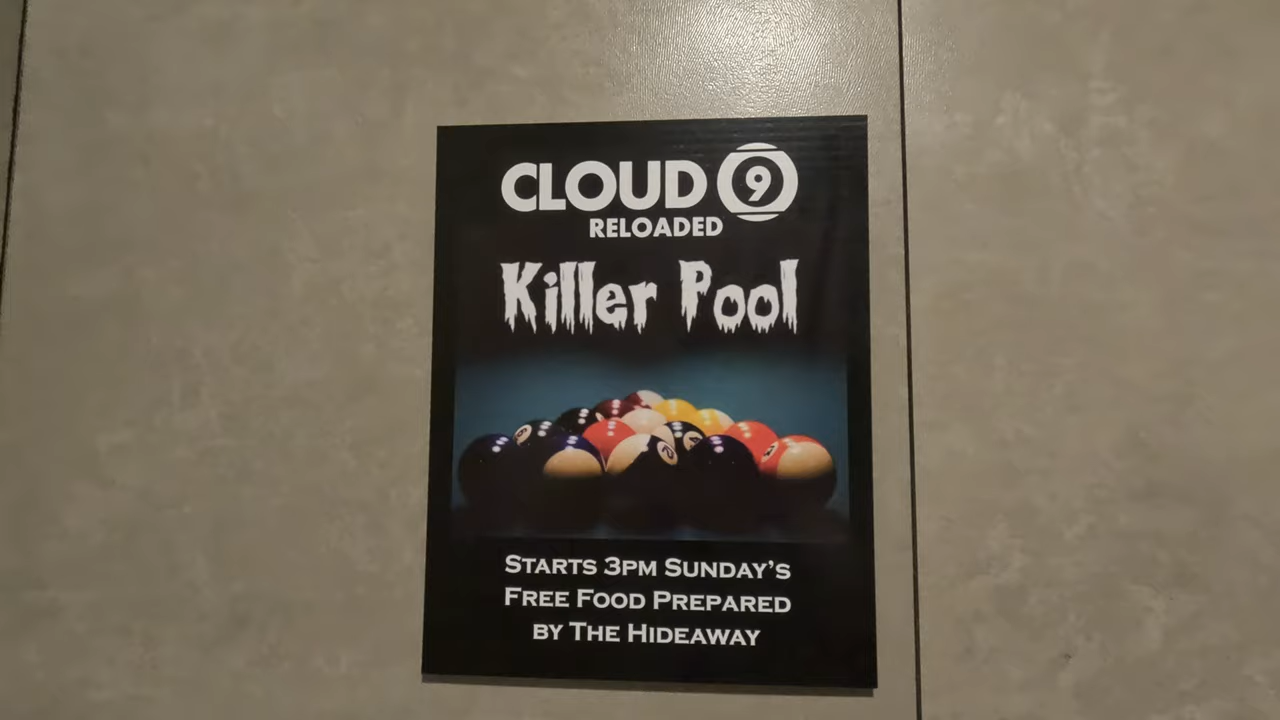 CLOUD 9
RELOADED
Killer Pool
STARTS 3PM SUNDAY'S
FREE FOOD PREPARED
BY THE HIDEAWAY